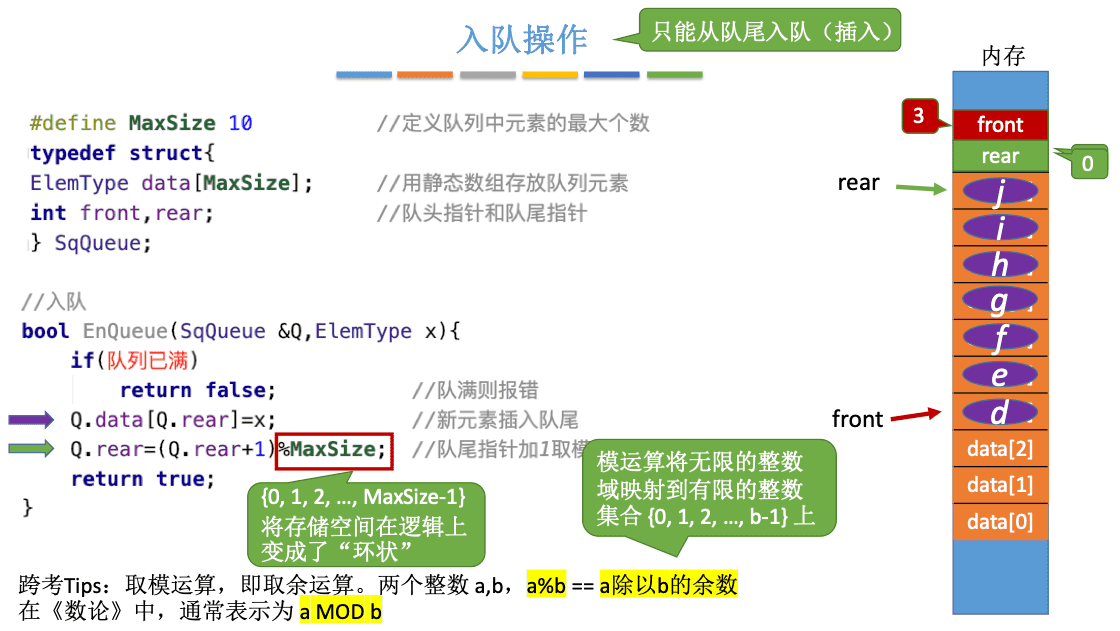 入队操作
只能从队尾入队（插入）
#define MaxSize 10 //定义队列中元素的最大个数
typedef struct{
ElemType data[MaxSize]; //用静态数组存放队列元素
int front,rear; //队头指针和队尾指针
} SqQueue;
//入队
bool EnQueue(SqQueue &Q,ElemType x){
if(队列已满)
return false; //队满则报错
Q.data[Q.rear]=x; //新元素插入队尾
Q.rear=(Q.rear+1)%MaxSize; //队尾指针加1取模
return true;
}
{0, 1, 2, …, MaxSize-1}
将存储空间在逻辑上
变成了“环状”
模运算将无限的整数
域映射到有限的整数
集合 {0, 1, 2, …, b-1} 上
跨考Tips：取模运算，即取余运算。两个整数 a,b，a%b == a除以b的余数
在《数论》中，通常表示为 a MOD b
内存
3
front
rear
0
rear
j
i
h
g
f
e
front
d
data[2]
data[1]
data[0]